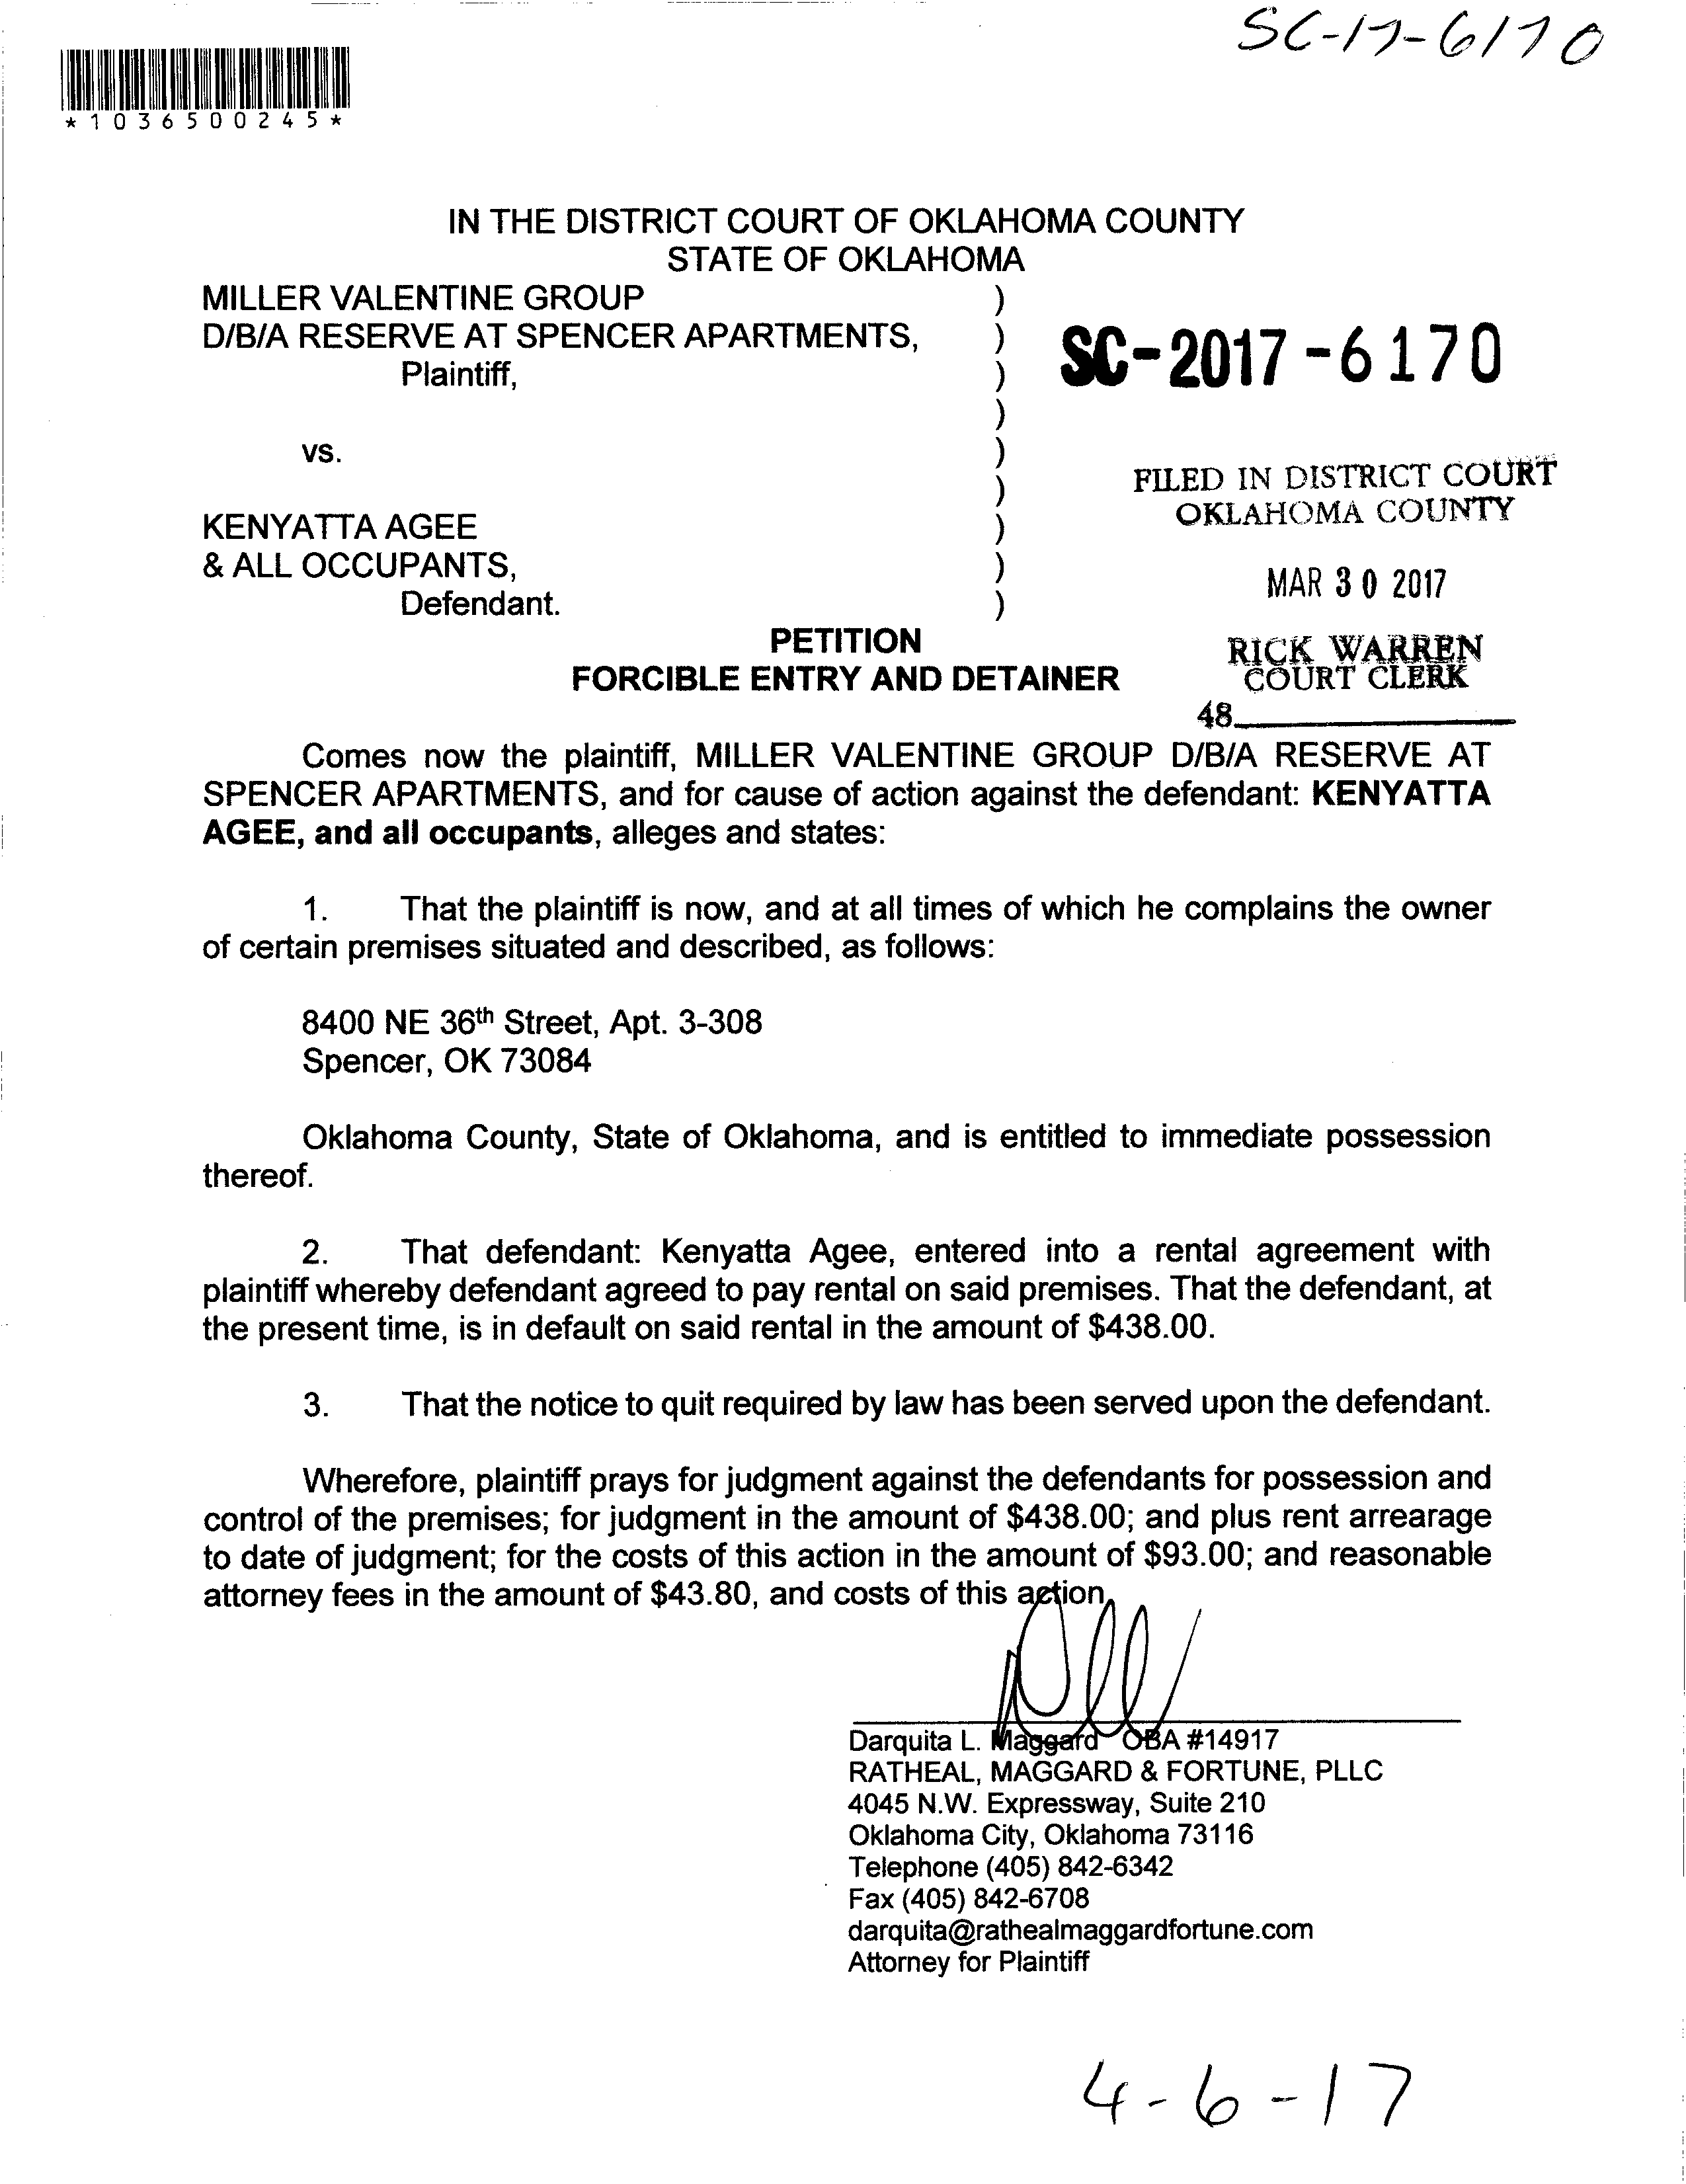 SC-17-6170
*1036500245*
IN THE DISTRICT COURT OF OKLAHOMA COUNTY
STATE OF OKLAHOMA
MILLER VALENTINE GROUP )
D/B/A RESERVE AT SPENCER APARTMENTS, )
Plaintiff, )
SC-2017-6170
)
vs. )
)
FILED IN DISTRICT COURT
OKLAHOMA COUNTY
KENYATTA AGEE )
& ALL OCCUPANTS, )
Defendant. )
MAR 30 2017
PETITION
FORCIBLE ENTRY AND DETAINER
RICK WARREN
COURT CLERK
48
Comes now the plaintiff, MILLER VALENTINE GROUP D/B/A RESERVE AT
SPENCER APARTMENTS, and for cause of action against the defendant: KENYATTA
AGEE, and all occupants, alleges and states:
1. That the plaintiff is now, and at all times of which he complains the owner
of certain premises situated and described, as follows:
8400 NE 36th Street, Apt. 3-308
Spencer, OK 73084
Oklahoma County, State of Oklahoma, and is entitled to immediate possession
thereof.
2. That defendant: Kenyatta Agee, entered into a rental agreement with
plaintiff whereby defendant agreed to pay rental on said premises. That the defendant, at
the present time, is in default on said rental in the amount of $438.00.
3. That the notice to quit required by law has been served upon the defendant.
Wherefore, plaintiff prays for judgment against the defendants for possession and
control of the premises; for judgment in the amount of $438.00; and plus rent arrearage
to date of judgment; for the costs of this action in the amount of $93.00; and reasonable
attorney fees in the amount of $43.80, and costs of this action.
Darquita L. Maggard OBA #14917
RATHEAL, MAGGARD & FORTUNE, PLLC
4045 N.W. Expressway, Suite 210
Oklahoma City, Oklahoma 73116
Telephone (405) 842-6342
Fax (405) 842-6708
darquita@rathealmaggardfortune.com
Attorney for Plaintiff
4-6-17